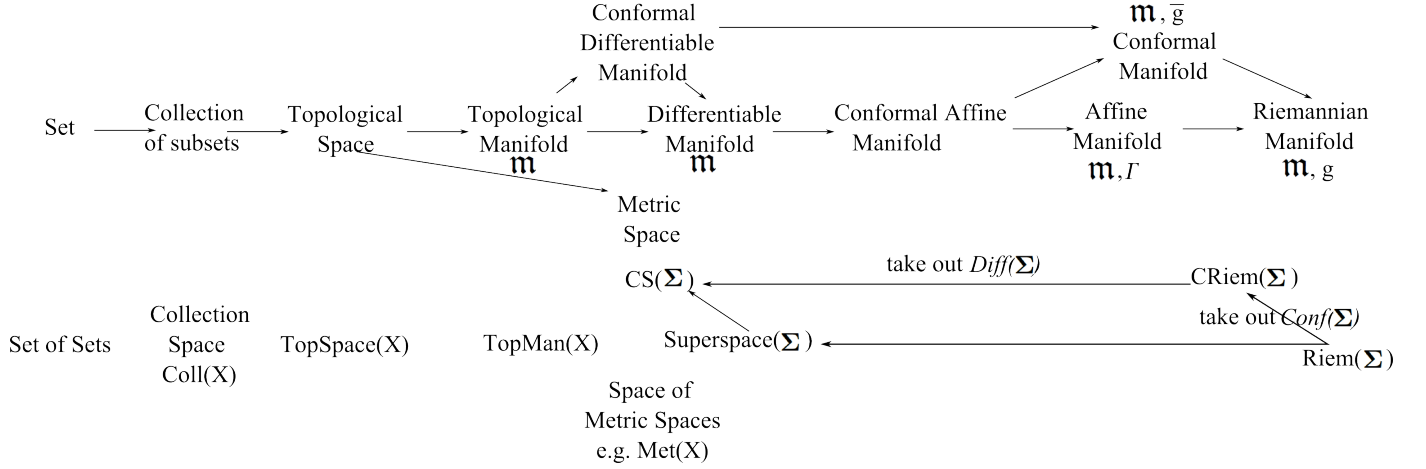 Conformal
Differentiable
Manifold
𝔪, g̅
Conformal
Manifold
Set
Collection
of subsets
Topological
Space
Topological
Manifold
𝔪
Differentiable
Manifold
𝔪
Conformal Affine
Manifold
Affine
Manifold
𝔪, Γ
Riemannian
Manifold
𝔪, g
Metric
Space
CS(Σ)
take out Diff(Σ)
CRiem(Σ)
take out Conf(Σ)
Set of Sets
Collection
Space
Coll(X)
TopSpace(X)
TopMan(X)
Superspace(Σ)
Riem(Σ)
Space of
Metric Spaces
e.g. Met(X)